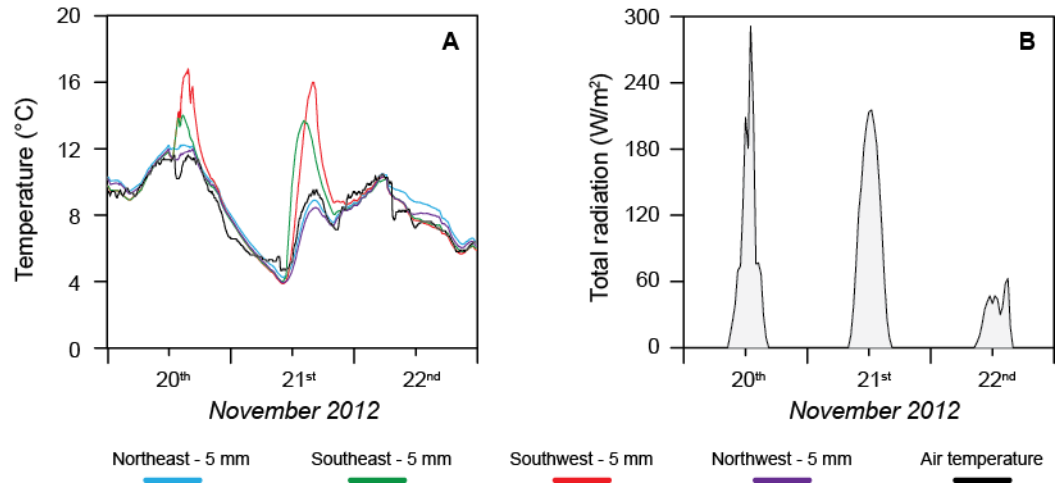 A
B
Temperature (°C)
20
16
12
8
4
0
20th
21st
22nd
November 2012
Total radiation (W/m²)
300
240
180
120
60
0
20th
21st
22nd
November 2012
Northeast - 5 mm
Southeast - 5 mm
Southwest - 5 mm
Northwest - 5 mm
Air temperature